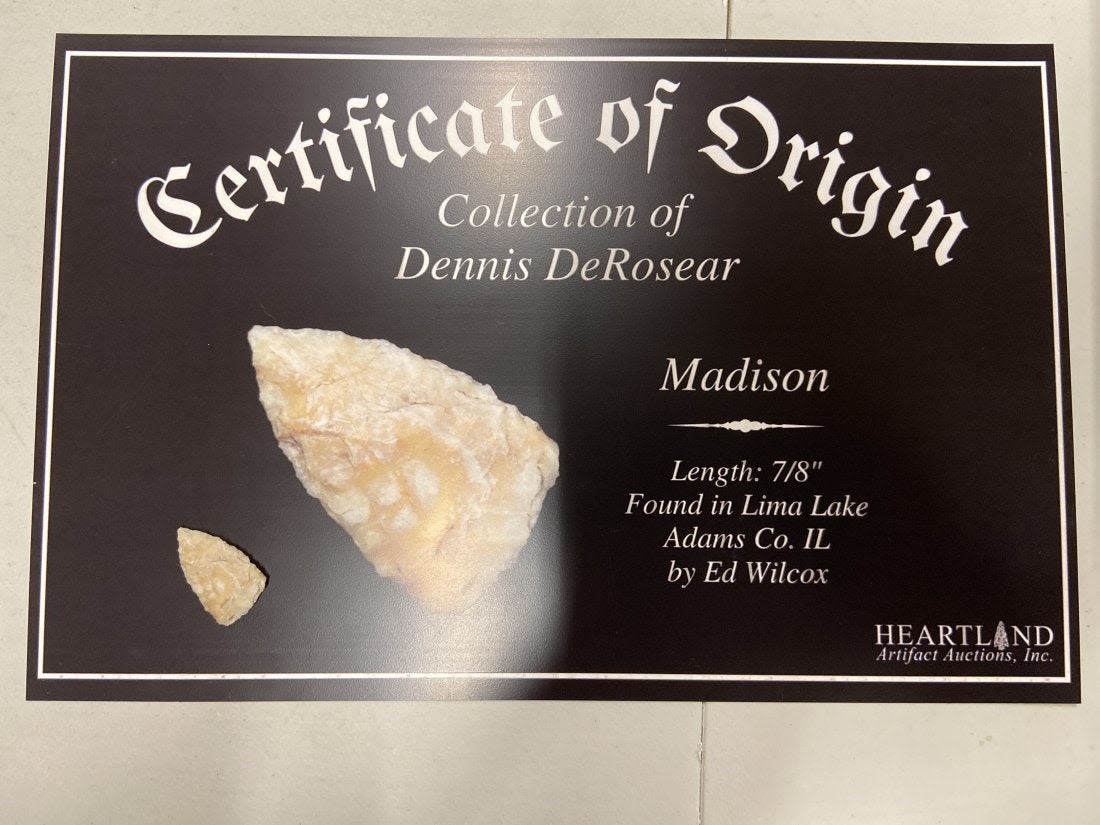 Certificate of Origin
Collection of
Dennis DeRosear
Madison
Length: 7/8"
Found in Lima Lake
Adams Co. IL
by Ed Wilcox
HEARTLAND
Artifact Auctions, Inc.